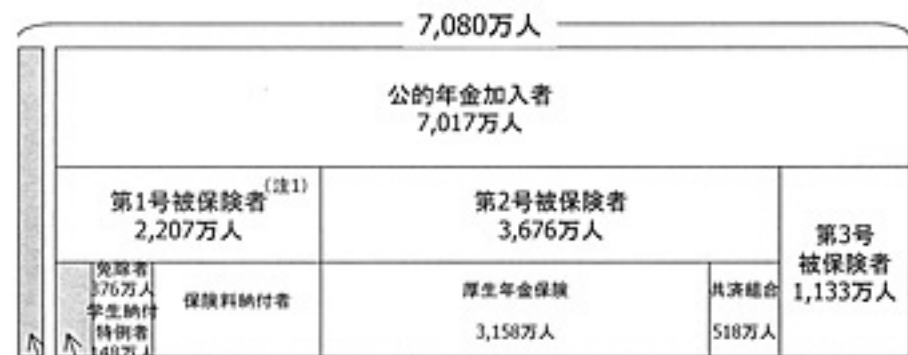 7,080万人
公的年金加入者
7,017万人
第1号被保険者(注1)
2,207万人
第2号被保険者
3,676万人
第3号
被保険者
1,133万人
免除者
376万人
学生納付
特例者
148万人
保険料納付者
厚生年金保険
3,158万人
共済組合
518万人